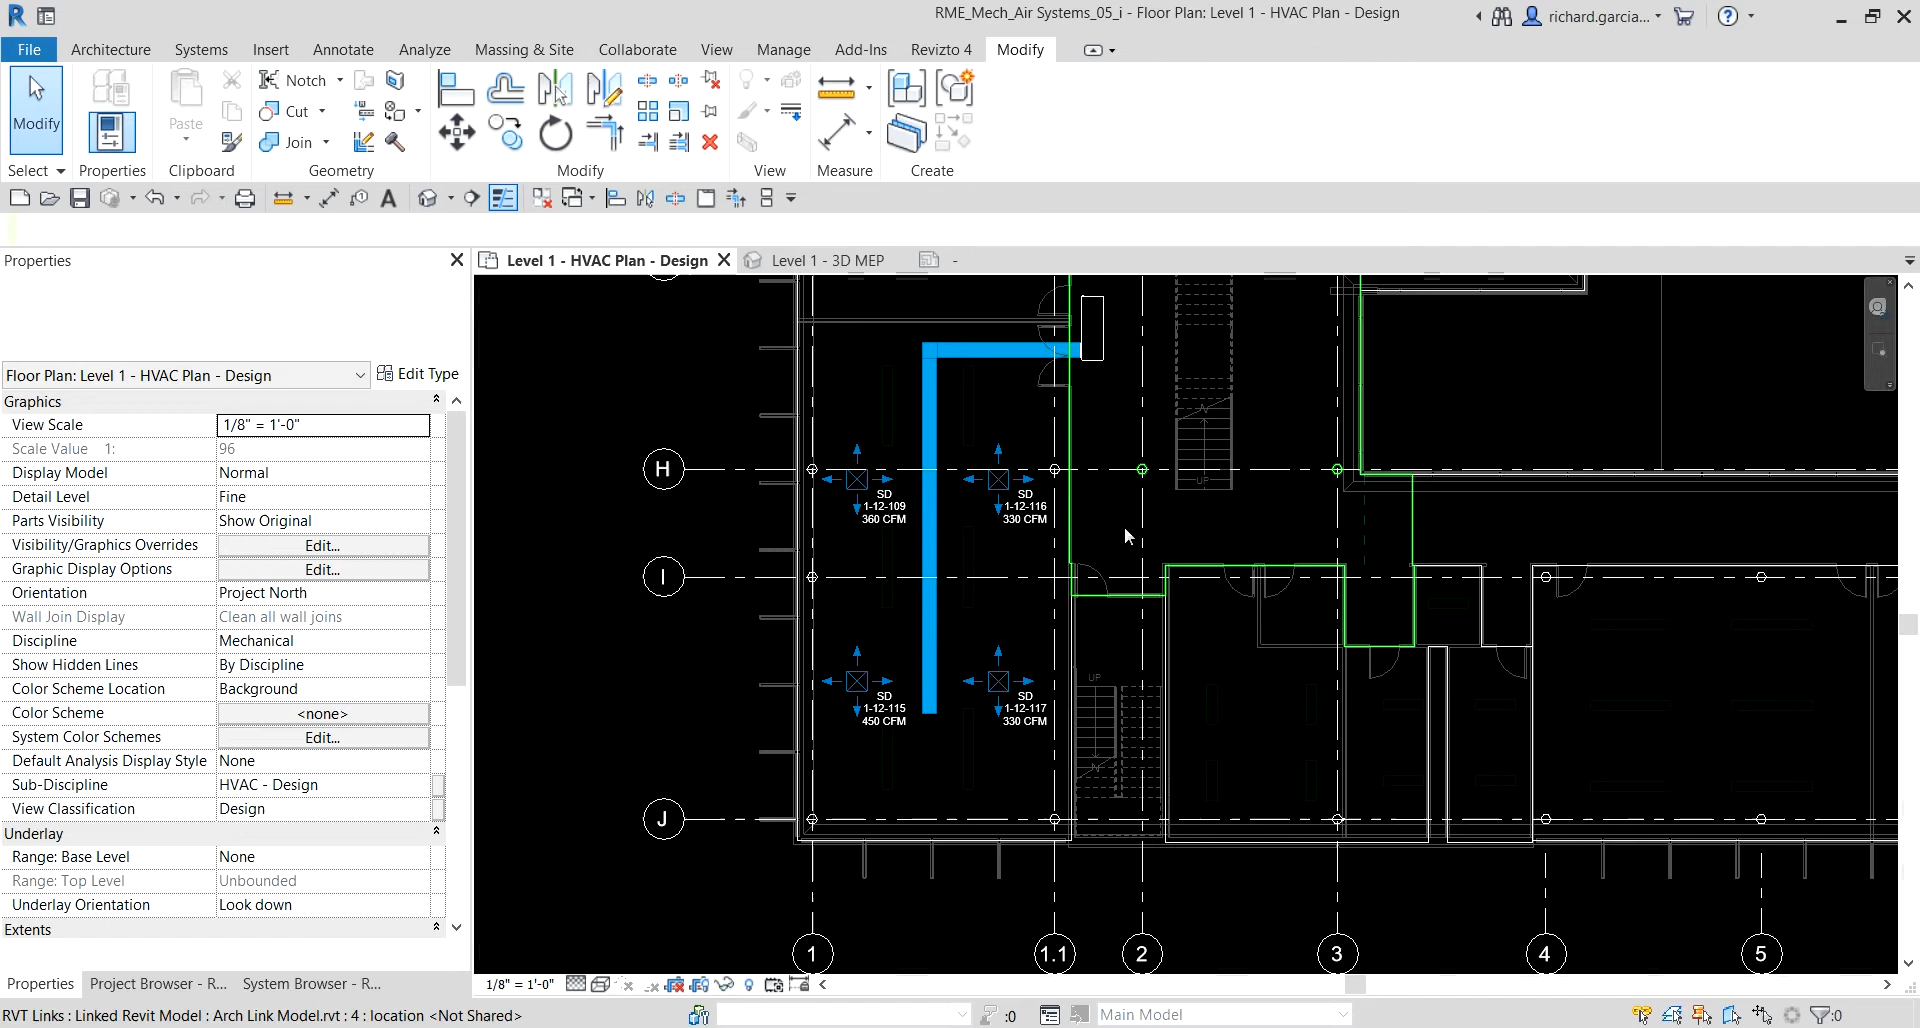 RME_Mech_Air Systems_05_i - Floor Plan: Level 1 - HVAC Plan - Design
richard.garcia...
File Architecture Systems Insert Annotate Analyze Massing & Site Collaborate View Manage Add-Ins Revizto 4 Modify
Modify
Paste
Notch
Cut
Join
Select Properties Clipboard Geometry Modify View Measure Create
Properties
Level 1 - HVAC Plan - Design
Level 1 - 3D MEP
-
Floor Plan: Level 1 - HVAC Plan - Design
Edit Type
Graphics
View Scale 1/8" = 1'-0"
Scale Value 1: 96
Display Model Normal
Detail Level Fine
Parts Visibility Show Original
Visibility/Graphics Overrides Edit...
Graphic Display Options Edit...
Orientation Project North
Wall Join Display Clean all wall joins
Discipline Mechanical
Show Hidden Lines By Discipline
Color Scheme Location Background
Color Scheme <none>
System Color Schemes Edit...
Default Analysis Display Style None
Sub-Discipline HVAC - Design
View Classification Design
Underlay
Range: Base Level None
Range: Top Level Unbounded
Underlay Orientation Look down
Extents
Properties Project Browser - R... System Browser - R...
H
I
J
SD
1-12-109
360 CFM
SD
1-12-116
330 CFM
SD
1-12-115
450 CFM
SD
1-12-117
330 CFM
UP
UP
1 1.1 2 3 4 5
1/8" = 1'-0"
RVT Links : Linked Revit Model : Arch Link Model.rvt : 4 : location <Not Shared>
:0
Main Model
:0